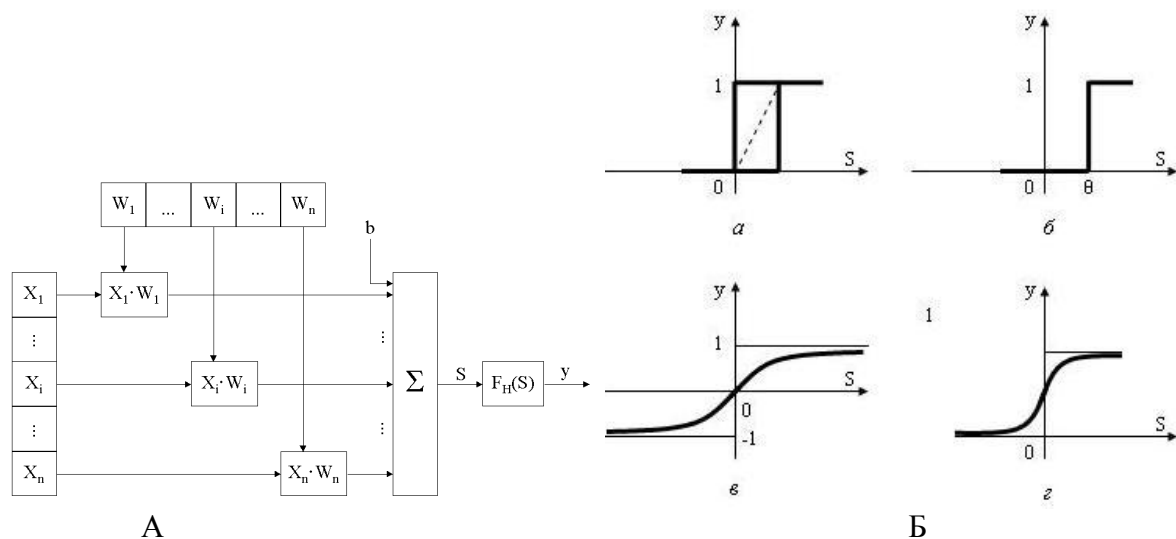 W1 ... Wi ... Wn
b
X1 X1·W1
⋮ ⋮
Xi Xi·Wi Σ S FH(S) y
⋮ ⋮
Xn Xn·Wn
А
y
1
0
S
а
y
1
0
θ
S
б
y
1
S
0
-1
в
y
1
S
0
г
Б